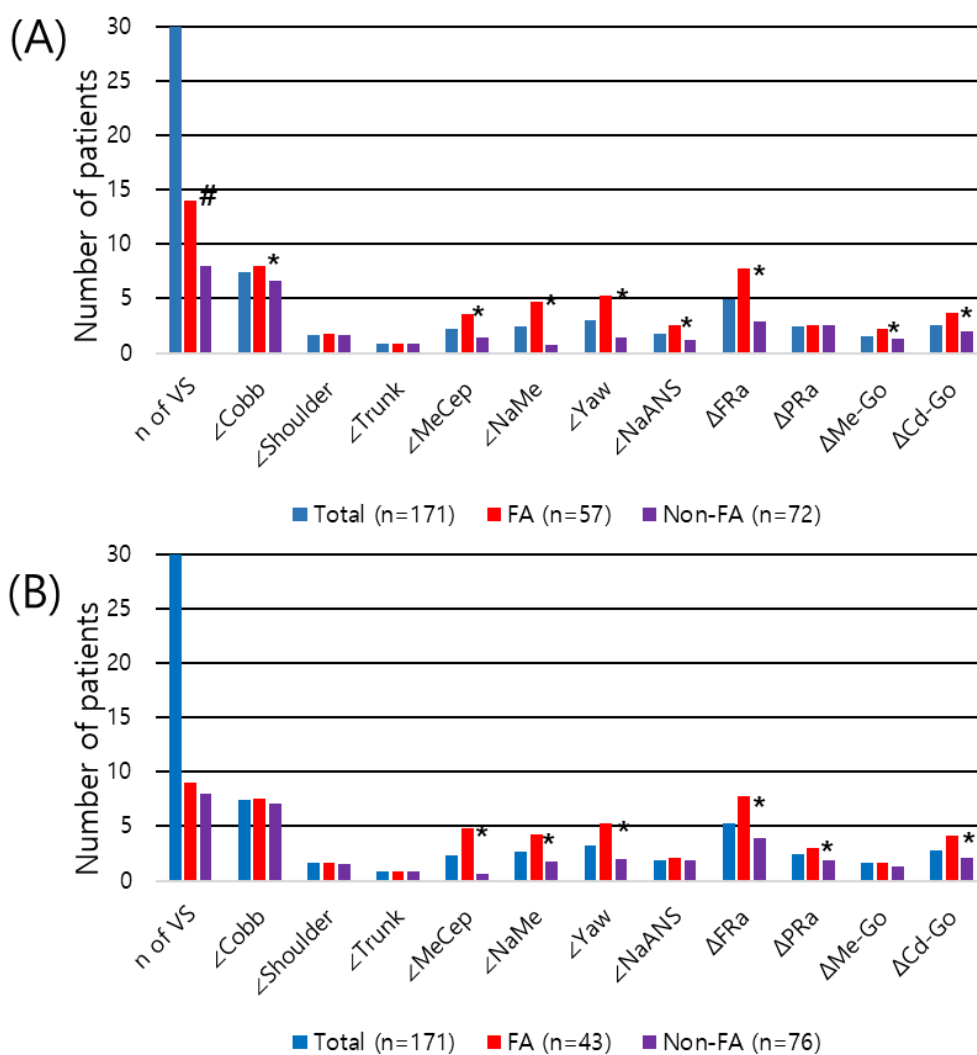 (A)
Number of patients
30
25
20
15
10
5
0
#
*
*
*
*
*
*
*
*
n of VS
∠Cobb
∠Shoulder
∠Trunk
∠MeCep
∠NaMe
∠Yaw
∠NaANS
ΔFRa
ΔPRa
ΔMe-Go
ΔCd-Go
Total (n=171) FA (n=57) Non-FA (n=72)
(B)
Number of patients
30
25
20
15
10
5
0
*
*
*
*
*
*
n of VS
∠Cobb
∠Shoulder
∠Trunk
∠MeCep
∠NaMe
∠Yaw
∠NaANS
ΔFRa
ΔPRa
ΔMe-Go
ΔCd-Go
Total (n=171) FA (n=43) Non-FA (n=76)